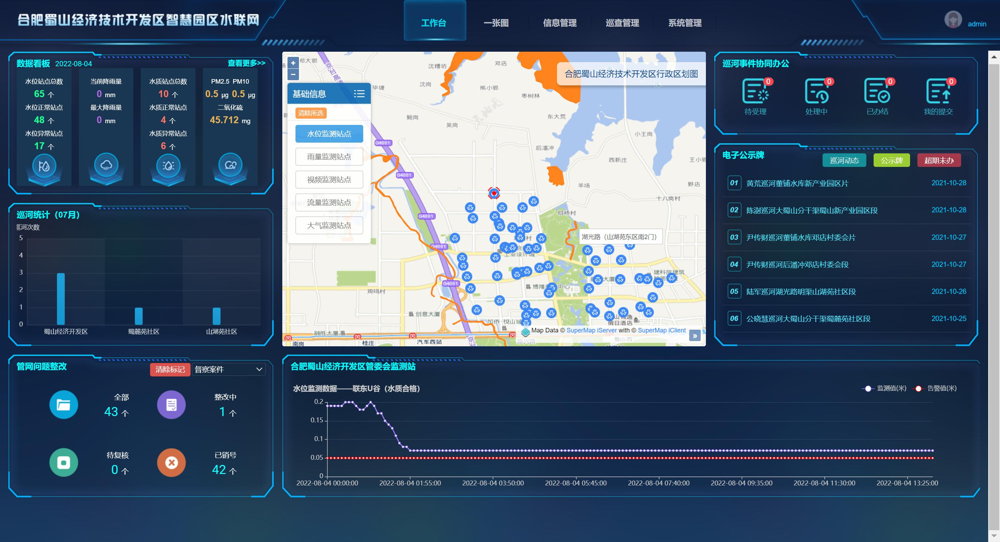 合肥蜀山经济技术开发区智慧园区水联网
工作台
一张图
信息管理
巡查管理
系统管理
admin
数据看板 2022-08-04
查看更多>>
水位站点总数
65 个
水位正常站点
48 个
水位异常站点
17 个
当前降雨量
0 mm
最大降雨量
0 mm
水质站点总数
10 个
水质正常站点
4 个
水质异常站点
6 个
PM2.5 PM10
0.5 μg 0.5 μg
二氧化硫
45.712 mg
巡河统计（07月）
巡河次数
5
4
3
2
1
0
蜀山经济开发区
蜀麓苑社区
山湖苑社区
管网问题整改
清除标记
督察案件
全部
43 个
整改中
1 个
待复核
0 个
已销号
42 个
+
−
合肥蜀山经济技术开发区行政区划图
基础信息
清除所选
水位监测站点
雨量监测站点
视频监测站点
流量监测站点
大气监测站点
郑大郢
沈糟坊
邓店
毕塘
沈岗
熊小郢
枣树林
鲍岗
吴岗
东大荒
小王岗
后潘冲
西新庄
王小郢
羊场
野店
十八岗村
仰桥村
G4001
G4001
G4001
G4001
G4001
湖光路（山湖苑东区南2门）
工业设计城
鸡鸣村
创意大厦
融胜大厦
南岗
桂庄
汽车西站
振兴路
假日酒店
蜀山西
Map Data © SuperMap iServer with © SuperMap iClient
»
巡河事件协同办公
0
待受理
0
处理中
0
已办结
0
我的提交
电子公示牌
巡河动态
公示牌
超期未办
01 黄荒巡河董铺水库新产业园区片 2021-10-28
02 陈澍巡河大蜀山分干渠蜀山新产业园区段 2021-10-28
03 尹传财巡河董铺水库邓店村委会片 2021-10-27
04 尹传财巡河后潘冲邓店村委会段 2021-10-27
05 陆军巡河湖光路明渠山湖苑社区段 2021-10-26
06 公晓慧巡河大蜀山分干渠蜀麓苑社区段 2021-10-25
合肥蜀山经济开发区管委会监测站
水位监测数据——联东U谷（水质合格）
监测值(米)
告警值(米)
0.2
0.15
0.1
0.05
0
2022-08-04 00:00:00
2022-08-04 01:55:00
2022-08-04 03:50:00
2022-08-04 05:45:00
2022-08-04 07:40:00
2022-08-04 09:35:00
2022-08-04 11:30:00
2022-08-04 13:25:00